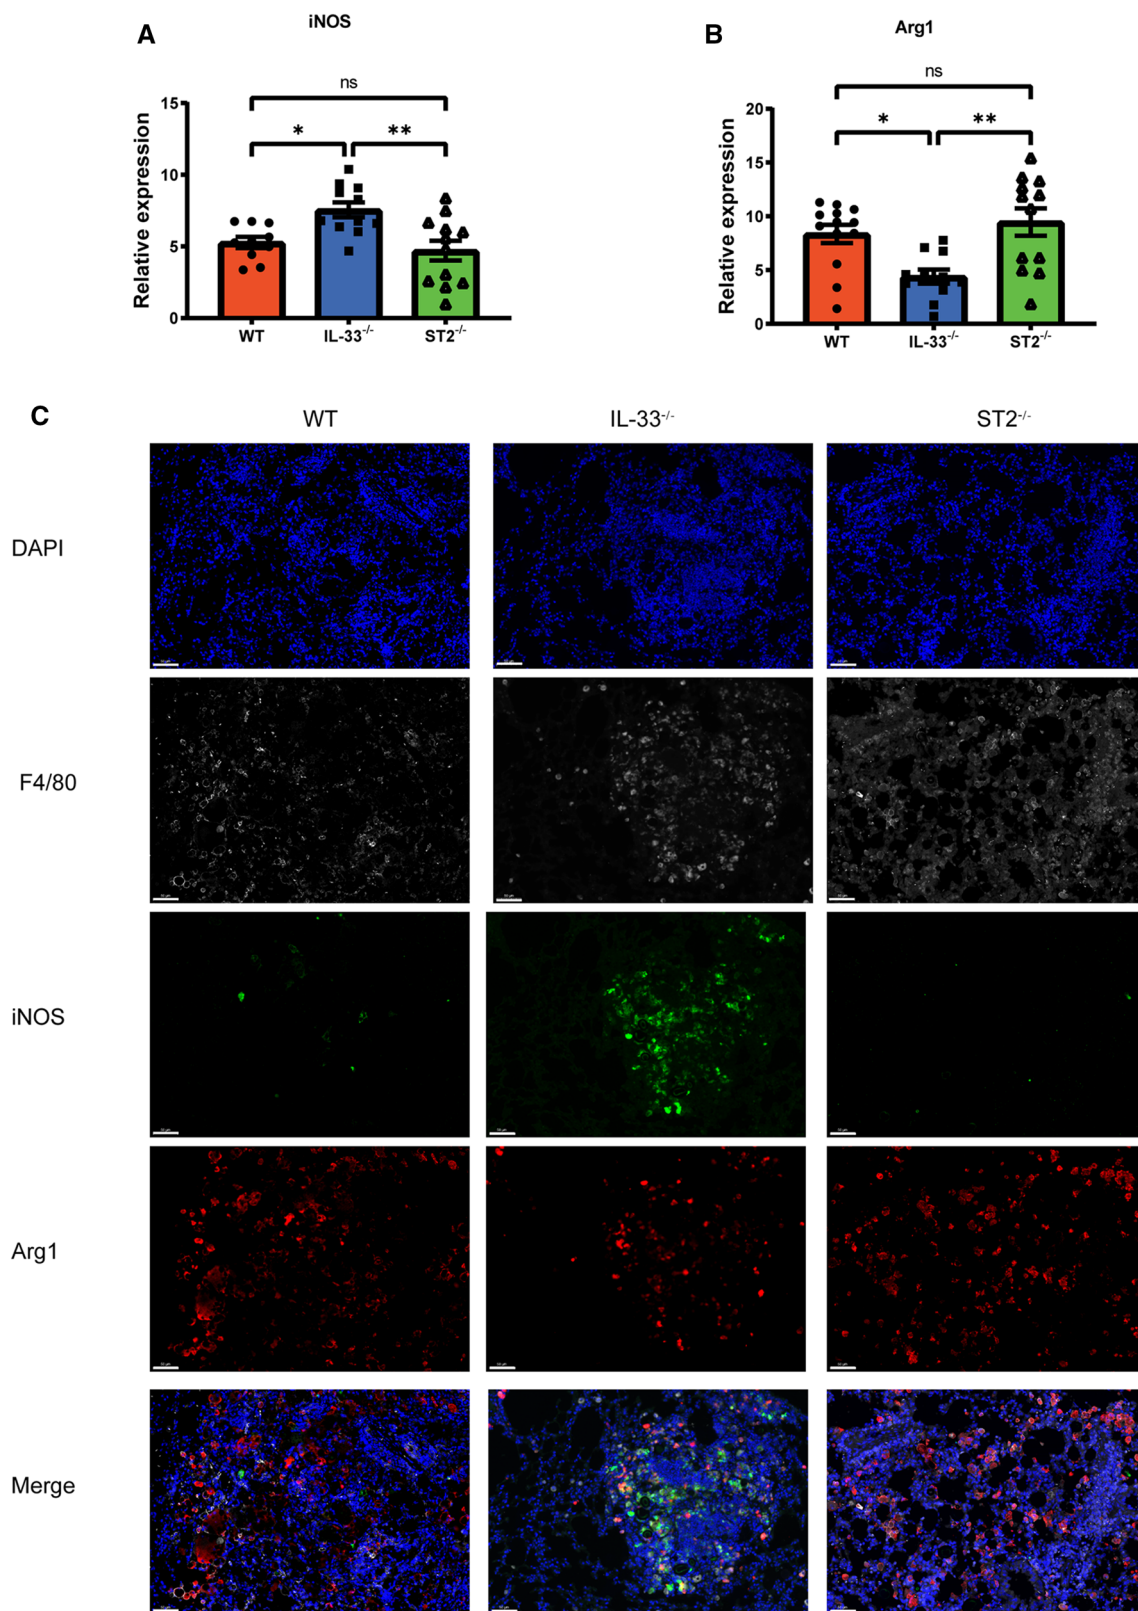 A
iNOS
Relative expression
15
10
5
0
ns
*
**
WT
IL-33-/-
ST2-/-
B
Arg1
Relative expression
20
15
10
5
0
ns
*
**
WT
IL-33-/-
ST2-/-
C
WT
IL-33-/-
ST2-/-
DAPI
F4/80
iNOS
Arg1
Merge